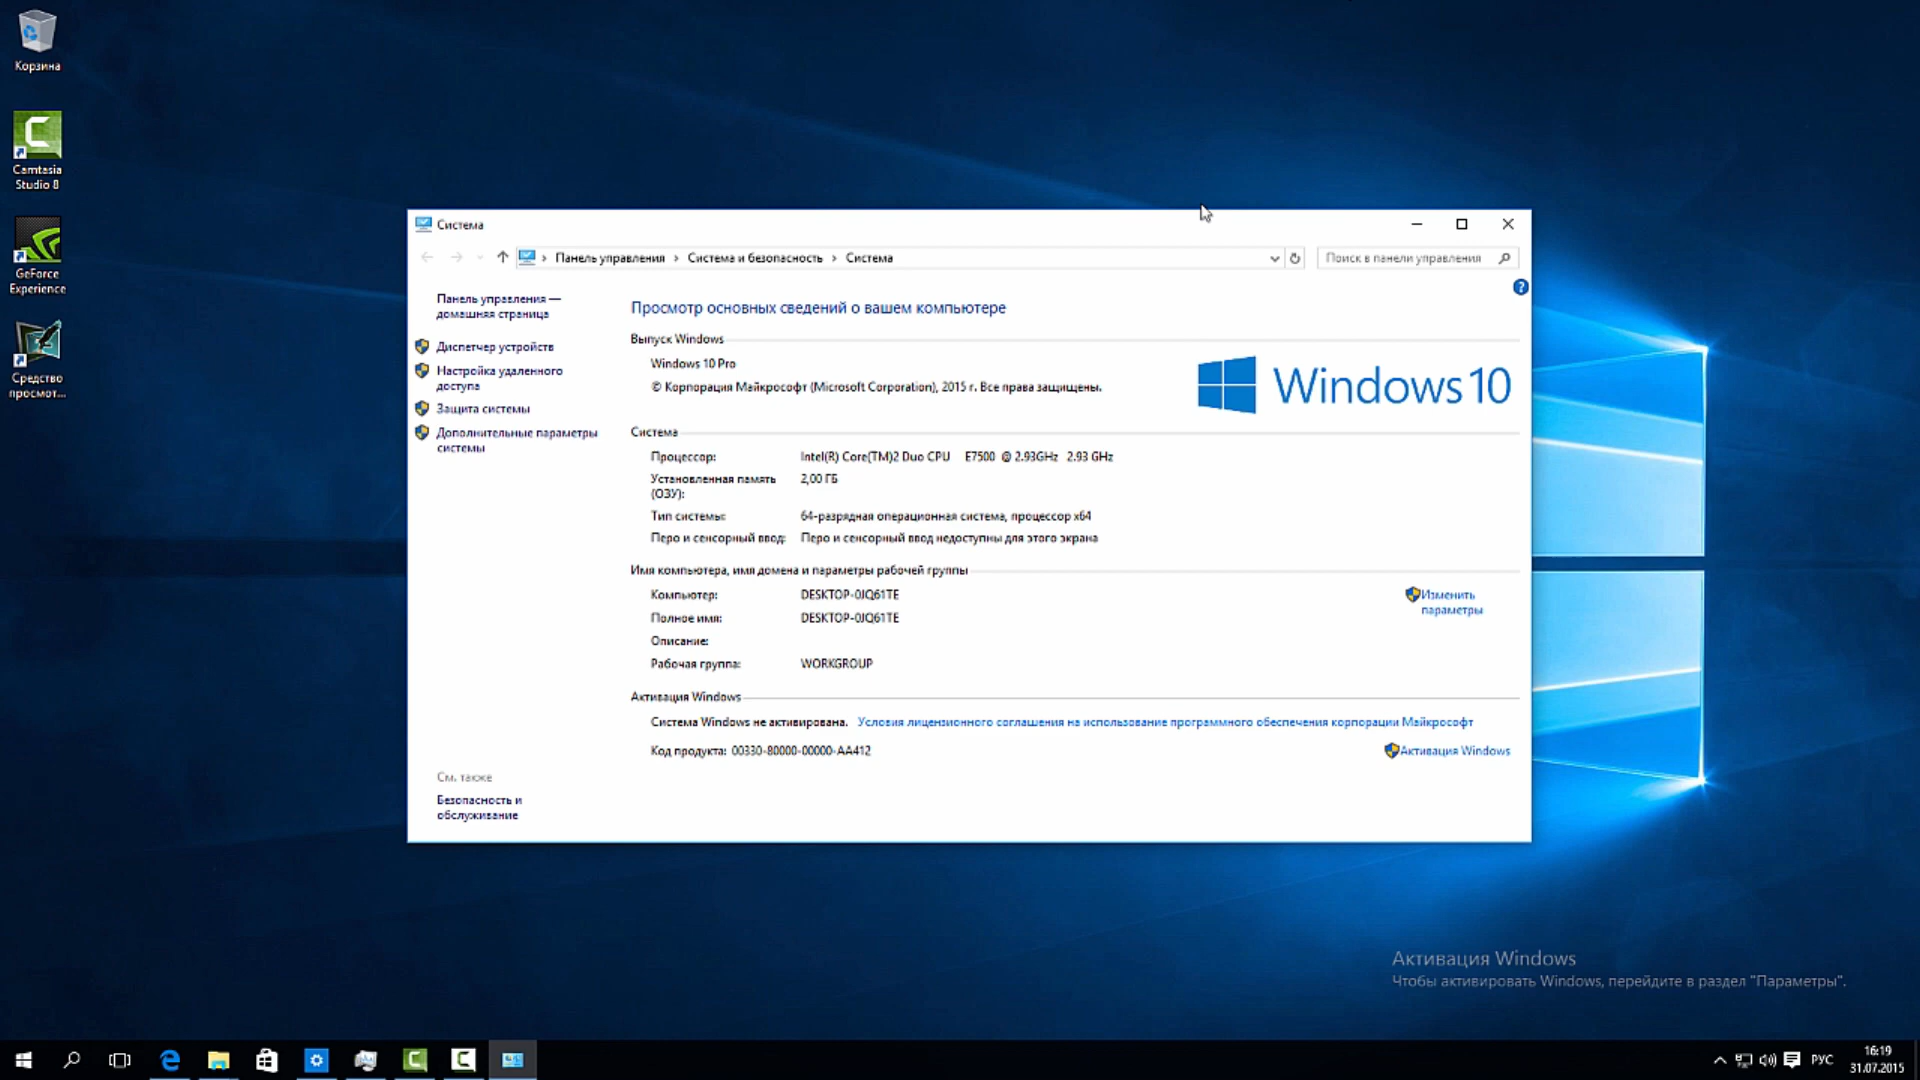 Корзина
Camtasia
Studio 8
GeForce
Experience
Средство
просмот...
Система
Панель управления › Система и безопасность › Система
Поиск в панели управления
Панель управления —
домашняя страница
Диспетчер устройств
Настройка удаленного
доступа
Защита системы
Дополнительные параметры
системы
См. также
Безопасность и
обслуживание
Просмотр основных сведений о вашем компьютере
Выпуск Windows
Windows 10 Pro
© Корпорация Майкрософт (Microsoft Corporation), 2015 г. Все права защищены.
Windows 10
Система
Процессор: Intel(R) Core(TM)2 Duo CPU E7500 @ 2.93GHz 2.93 GHz
Установленная память
(ОЗУ): 2,00 ГБ
Тип системы: 64-разрядная операционная система, процессор x64
Перо и сенсорный ввод: Перо и сенсорный ввод недоступны для этого экрана
Имя компьютера, имя домена и параметры рабочей группы
Компьютер: DESKTOP-0JQ61TE
Изменить
параметры
Полное имя: DESKTOP-0JQ61TE
Описание:
Рабочая группа: WORKGROUP
Активация Windows
Система Windows не активирована. Условия лицензионного соглашения на использование программного обеспечения корпорации Майкрософт
Код продукта: 00330-80000-00000-AA412
Активация Windows
Активация Windows
Чтобы активировать Windows, перейдите в раздел "Параметры".
РУС
16:19
31.07.2015